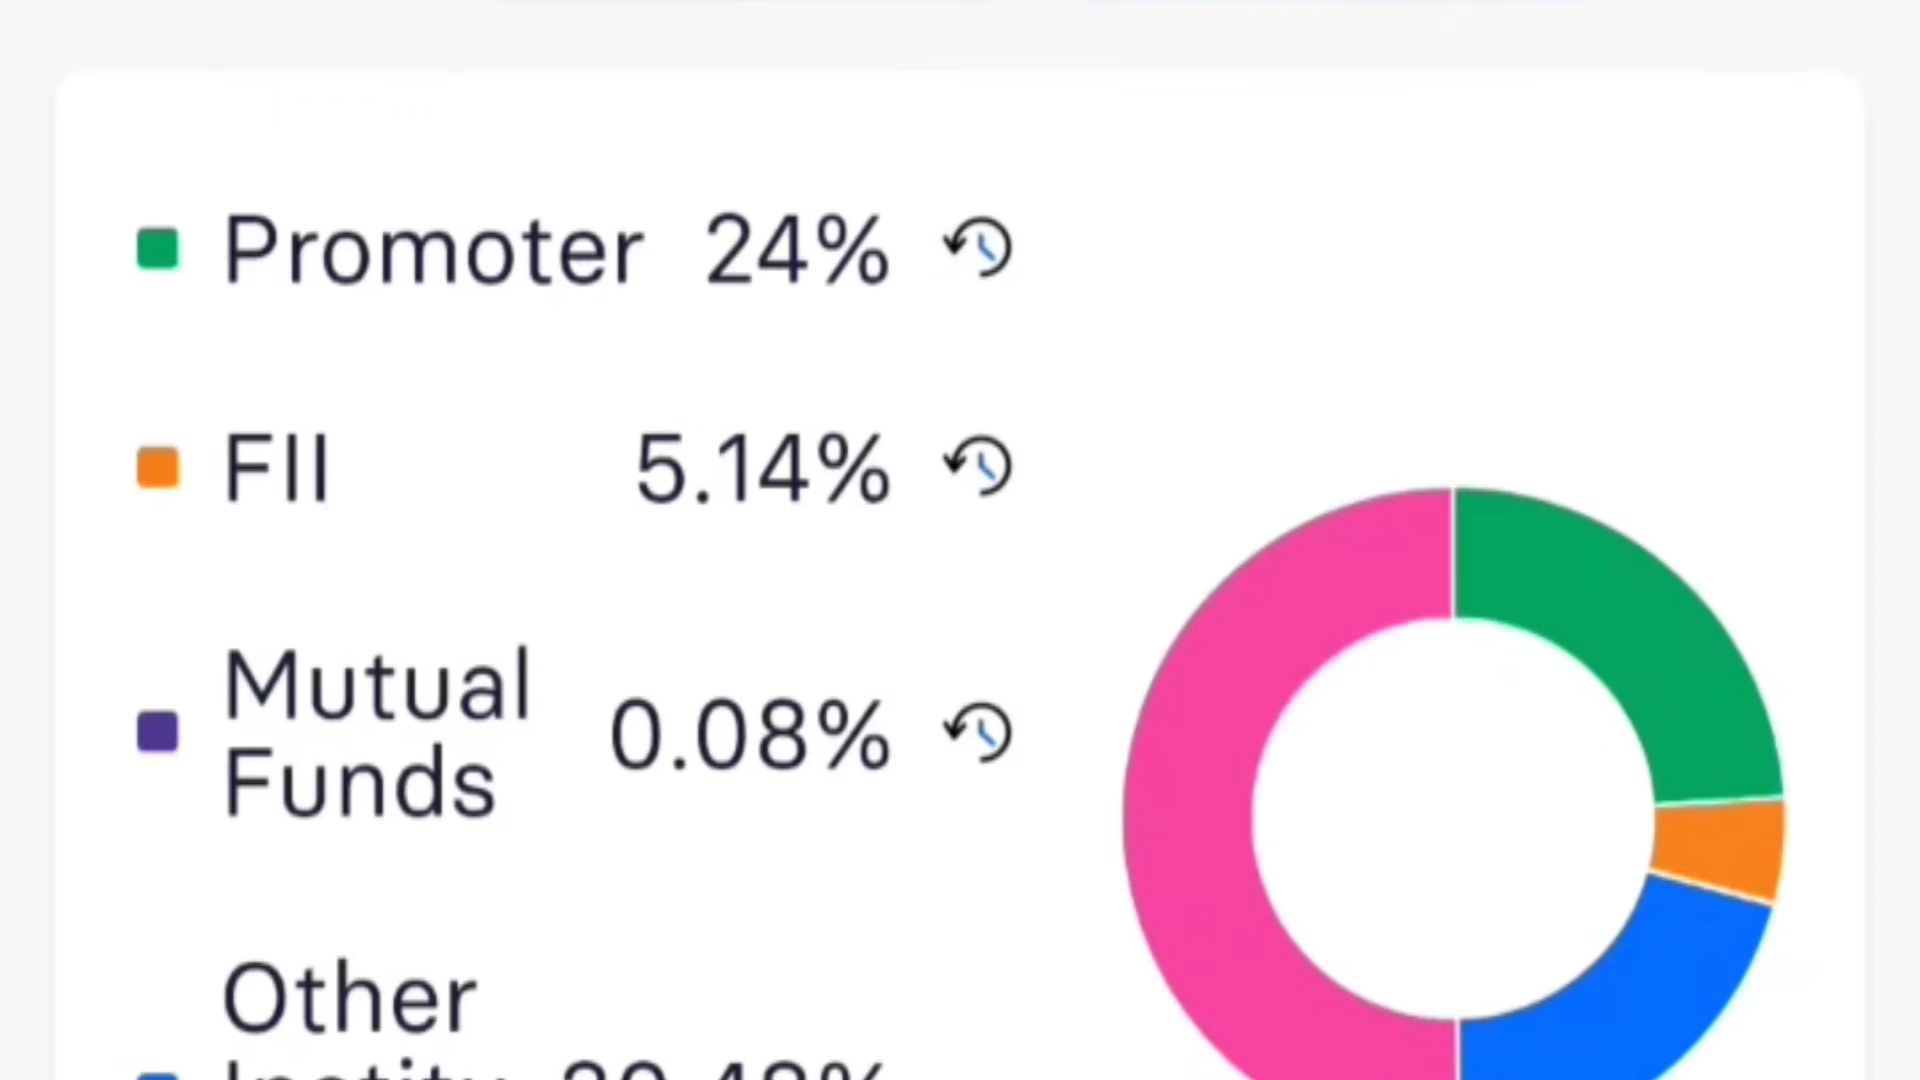 Promoter 24%
FII 5.14%
Mutual
Funds 0.08%
Other